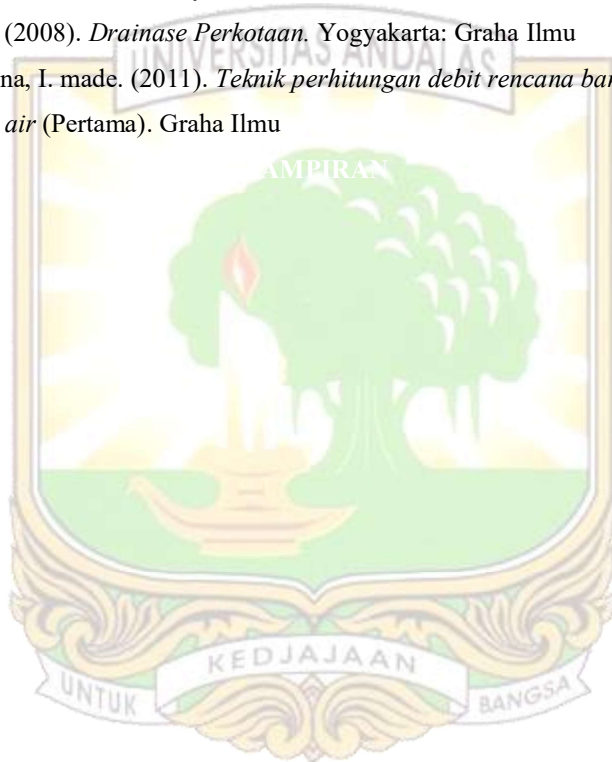 (2008). Drainase Perkotaan. Yogyakarta: Graha Ilmu
UNIVERSITAS ANDALAS
na, I. made. (2011). Teknik perhitungan debit rencana ban
air (Pertama). Graha Ilmu
AMPIRAN
KEDJAJAAN
UNTUK BANGSA